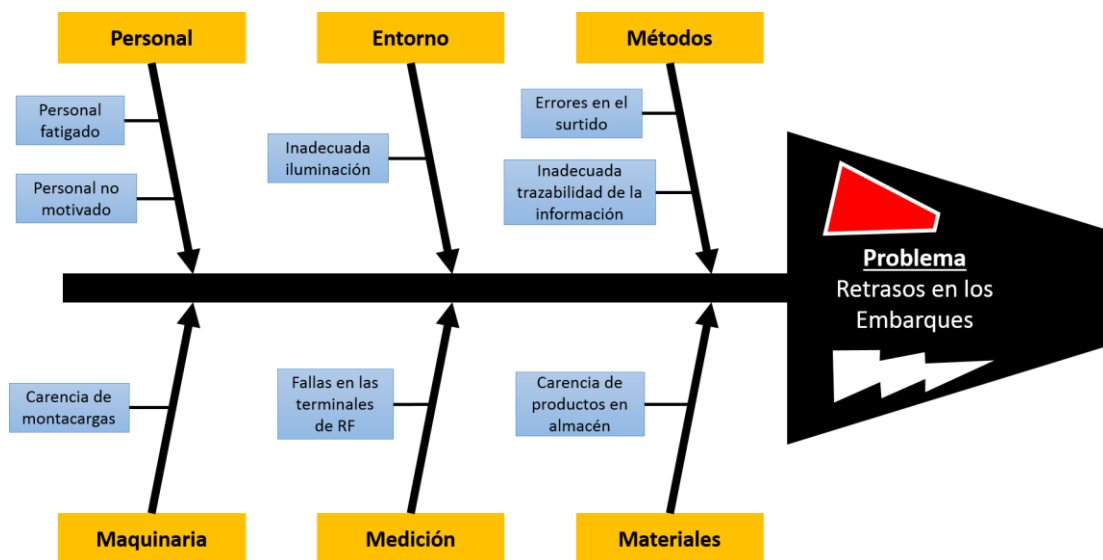 Personal
Entorno
Métodos
Personal
fatigado
Personal no
motivado
Inadecuada
iluminación
Errores en el
surtido
Inadecuada
trazabilidad de la
información
Problema
Retrasos en los
Embarques
Carencia de
montacargas
Fallas en las
terminales
de RF
Carencia de
productos en
almacén
Maquinaria
Medición
Materiales